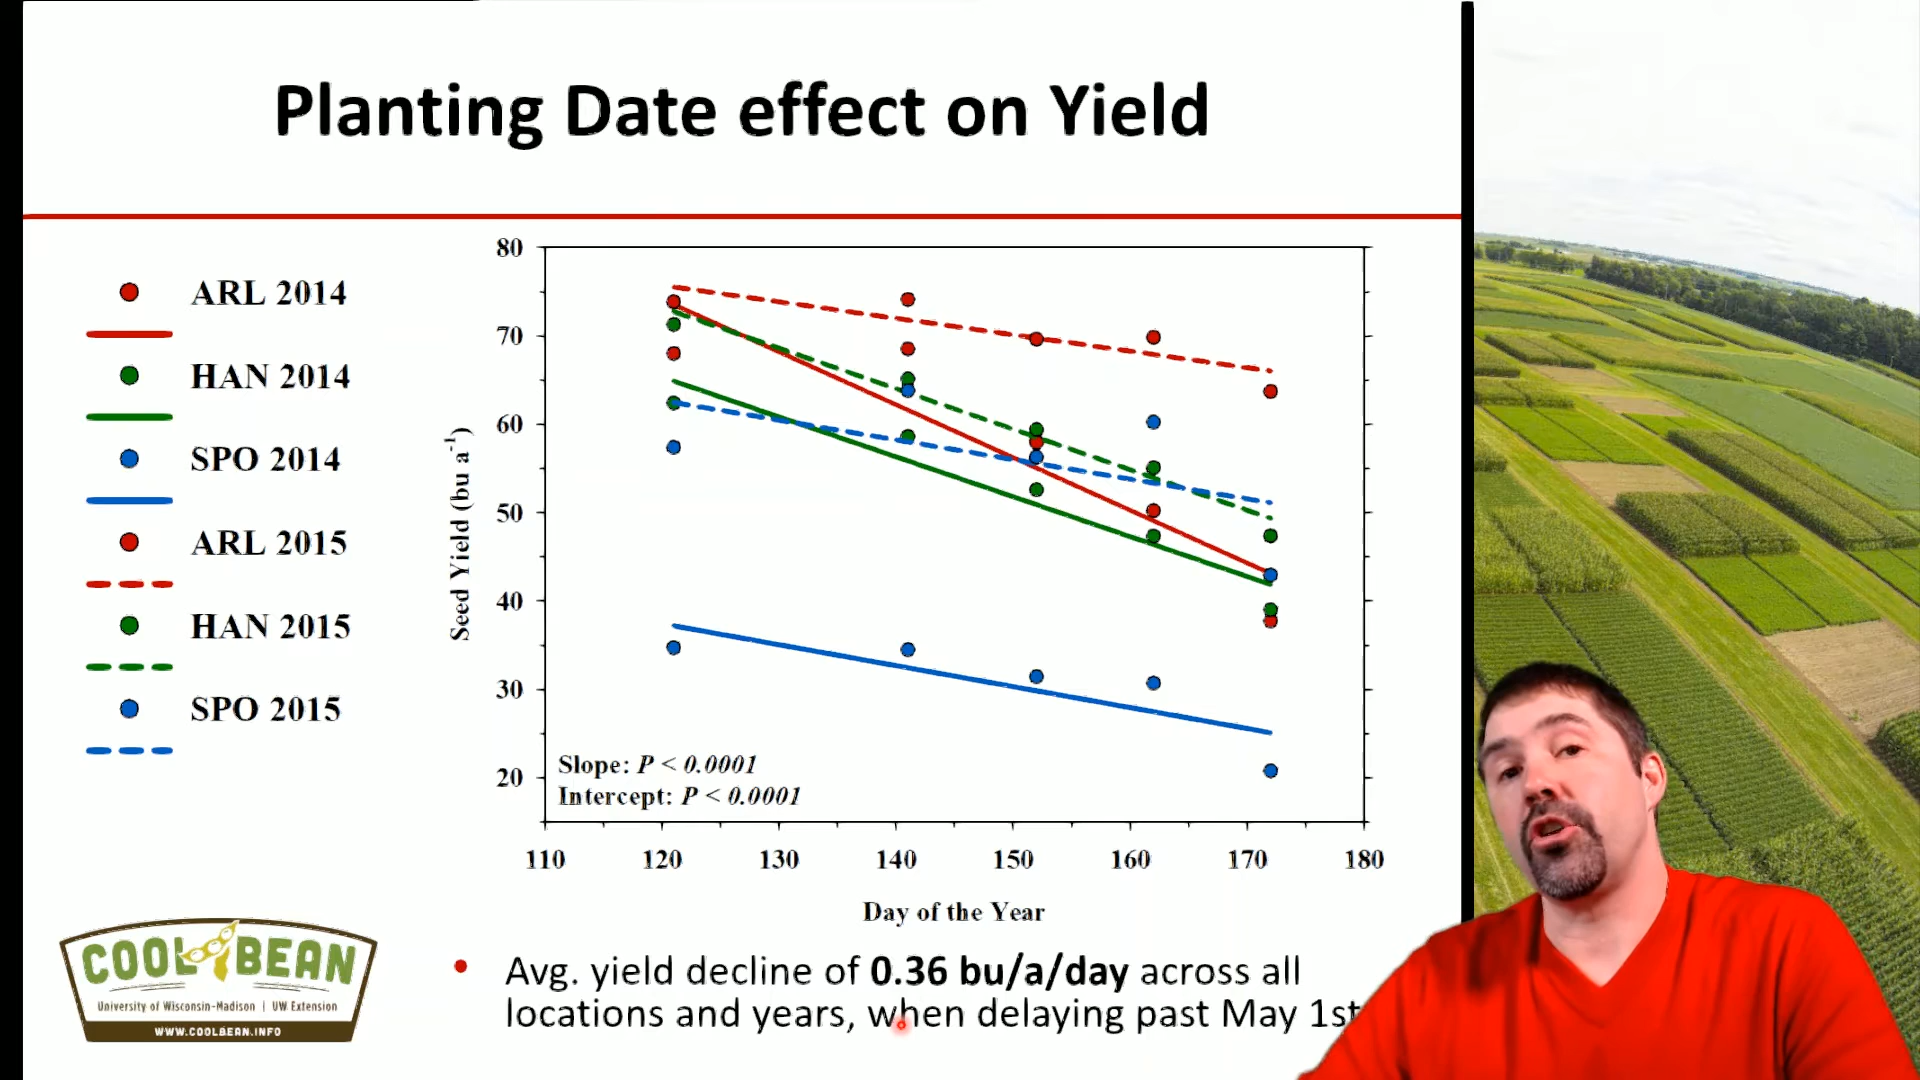 Planting Date effect on Yield
ARL 2014
HAN 2014
SPO 2014
ARL 2015
HAN 2015
SPO 2015
Seed Yield (bu a⁻¹)
80
70
60
50
40
30
20
Slope: P < 0.0001
Intercept: P < 0.0001
110 120 130 140 150 160 170 180
Day of the Year
• Avg. yield decline of 0.36 bu/a/day across all
locations and years, when delaying past May 1st
COOL BEAN
University of Wisconsin-Madison | UW Extension
WWW.COOLBEAN.INFO